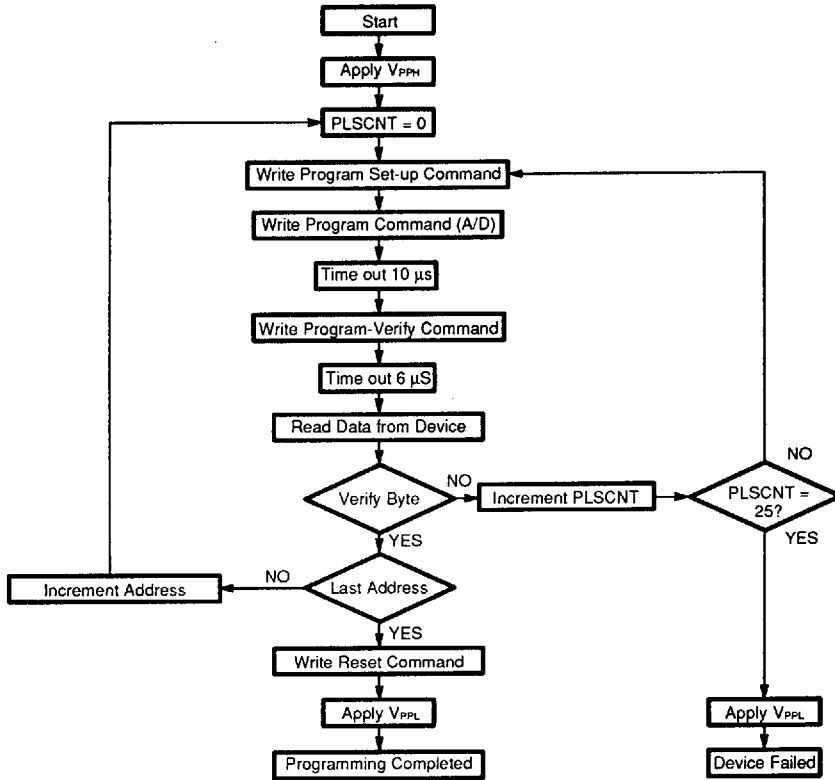 Start
Apply VPPH
PLSCNT = 0
Write Program Set-up Command
Write Program Command (A/D)
Time out 10 µs
Write Program-Verify Command
Time out 6 µS
Read Data from Device
Verify Byte
NO
Increment PLSCNT
PLSCNT =
25?
NO
YES
YES
Last Address
NO
Increment Address
YES
Write Reset Command
Apply VPPL
Programming Completed
Apply VPPL
Device Failed